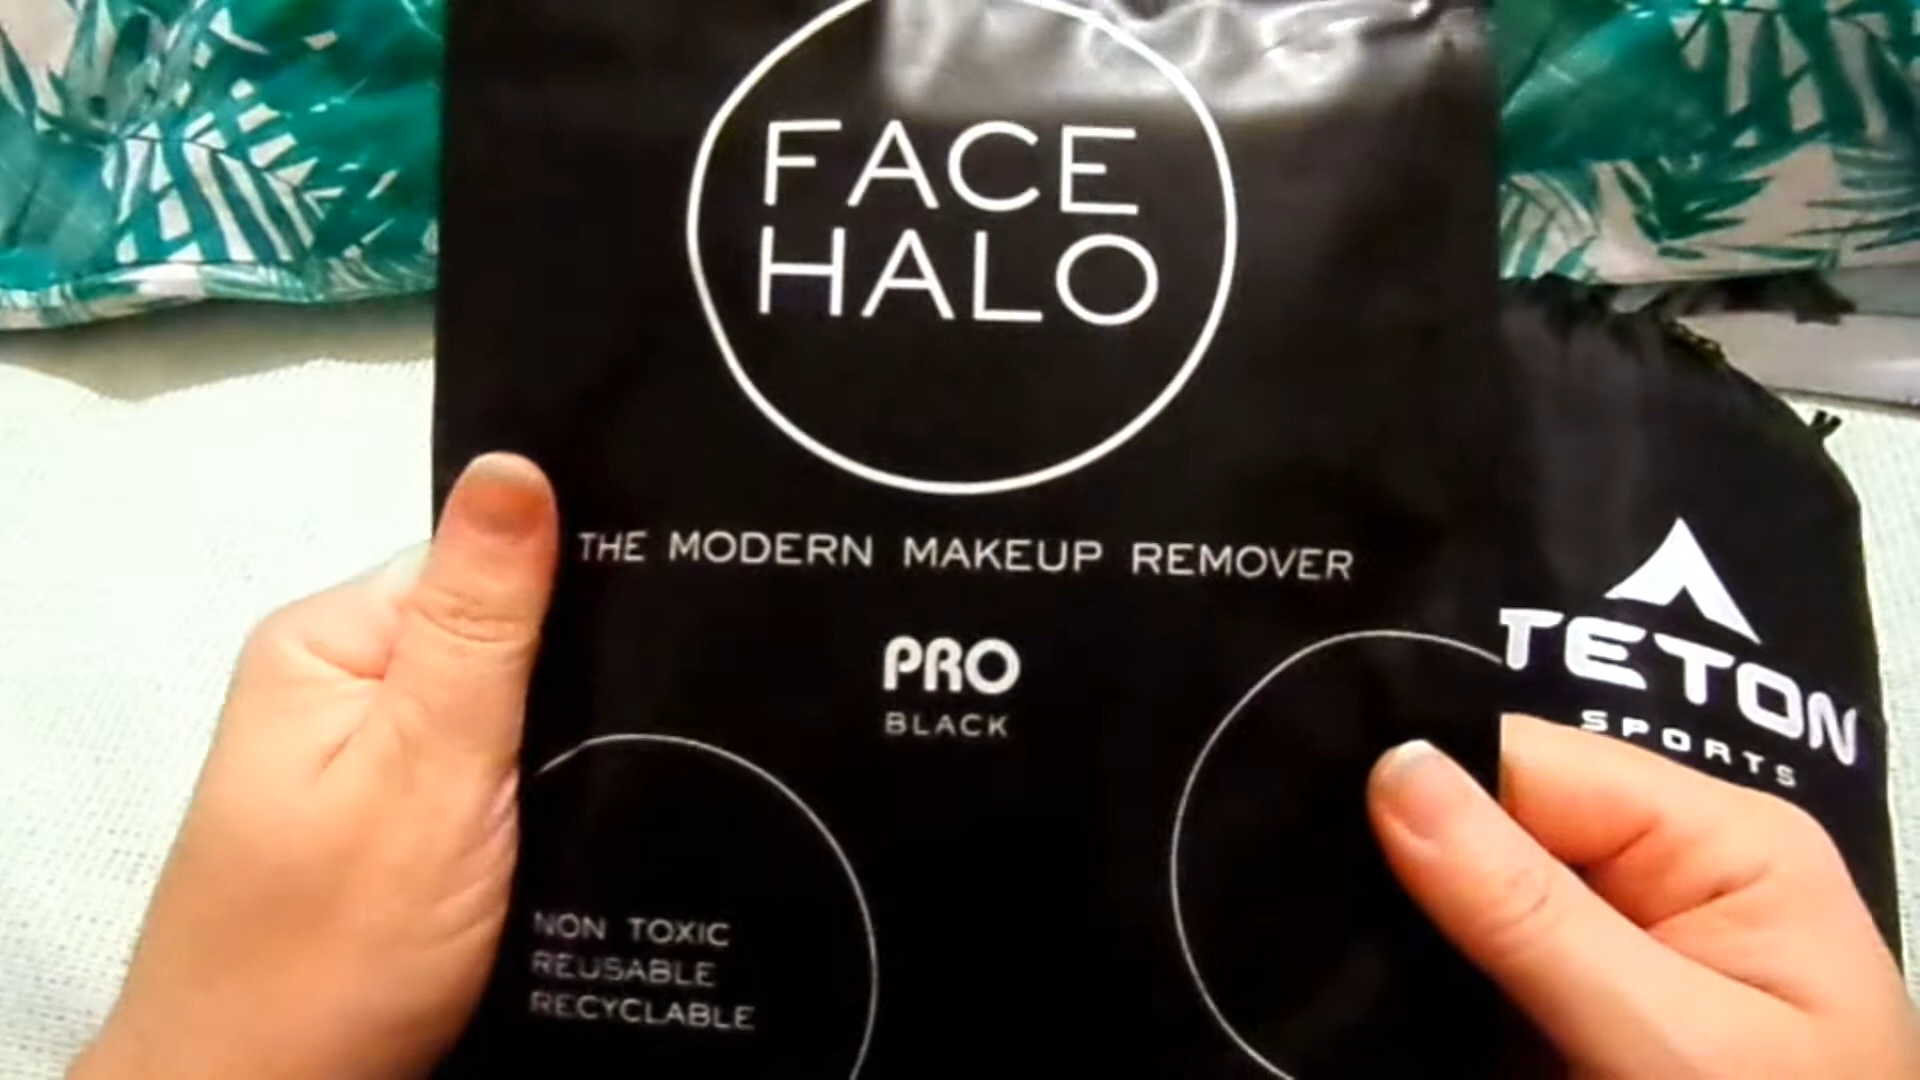 FACE
HALO
THE MODERN MAKEUP REMOVER
PRO
BLACK
NON TOXIC
REUSABLE
RECYCLABLE
TETON
SPORTS